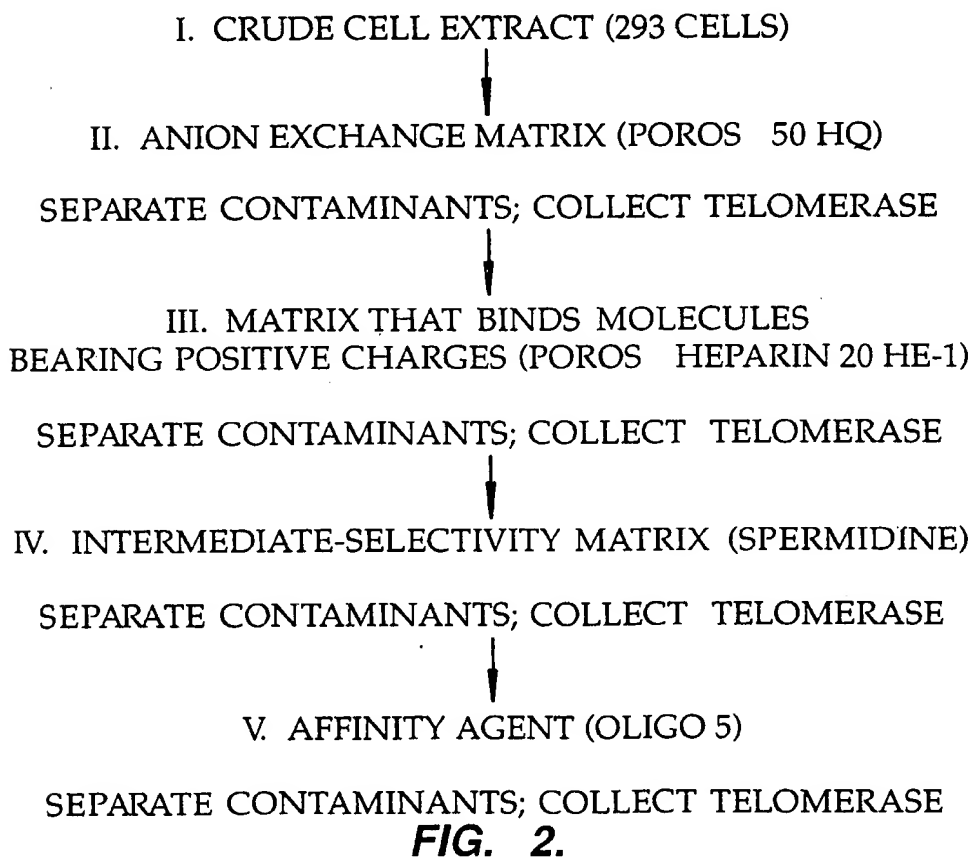 I. CRUDE CELL EXTRACT (293 CELLS)
II. ANION EXCHANGE MATRIX (POROS 50 HQ)
SEPARATE CONTAMINANTS; COLLECT TELOMERASE
III. MATRIX THAT BINDS MOLECULES
BEARING POSITIVE CHARGES (POROS HEPARIN 20 HE-1)
SEPARATE CONTAMINANTS; COLLECT TELOMERASE
IV. INTERMEDIATE-SELECTIVITY MATRIX (SPERMIDINE)
SEPARATE CONTAMINANTS; COLLECT TELOMERASE
V. AFFINITY AGENT (OLIGO 5)
SEPARATE CONTAMINANTS; COLLECT TELOMERASE
FIG. 2.